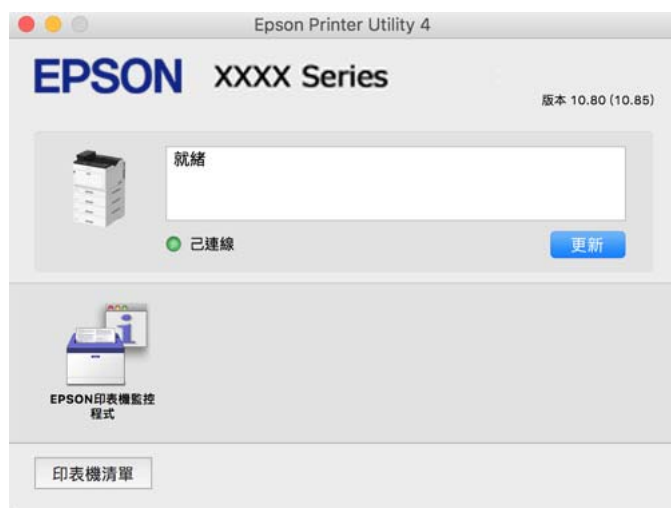 Epson Printer Utility 4
EPSON XXXX Series
版本 10.80 (10.85)
就緒
己連線
更新
EPSON印表機監控
程式
印表機清單